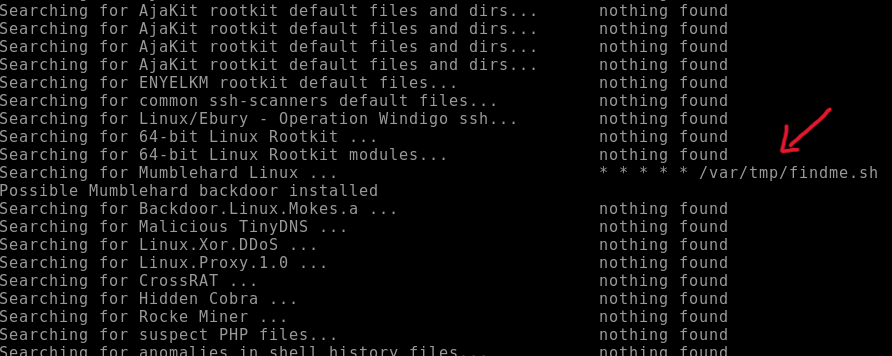 Searching for AjaKit rootkit default files and dirs... nothing found
Searching for AjaKit rootkit default files and dirs... nothing found
Searching for AjaKit rootkit default files and dirs... nothing found
Searching for AjaKit rootkit default files and dirs... nothing found
Searching for ENYELKM rootkit default files... nothing found
Searching for common ssh-scanners default files... nothing found
Searching for Linux/Ebury - Operation Windigo ssh... nothing found
Searching for 64-bit Linux Rootkit ... nothing found
Searching for 64-bit Linux Rootkit modules... nothing found
Searching for Mumblehard Linux ... * * * * * /var/tmp/findme.sh
Possible Mumblehard backdoor installed
Searching for Backdoor.Linux.Mokes.a ... nothing found
Searching for Malicious TinyDNS ... nothing found
Searching for Linux.Xor.DDoS ... nothing found
Searching for Linux.Proxy.1.0 ... nothing found
Searching for CrossRAT ... nothing found
Searching for Hidden Cobra ... nothing found
Searching for Rocke Miner ... nothing found
Searching for suspect PHP files... nothing found
Searching for anomalies in shell history files... nothing found